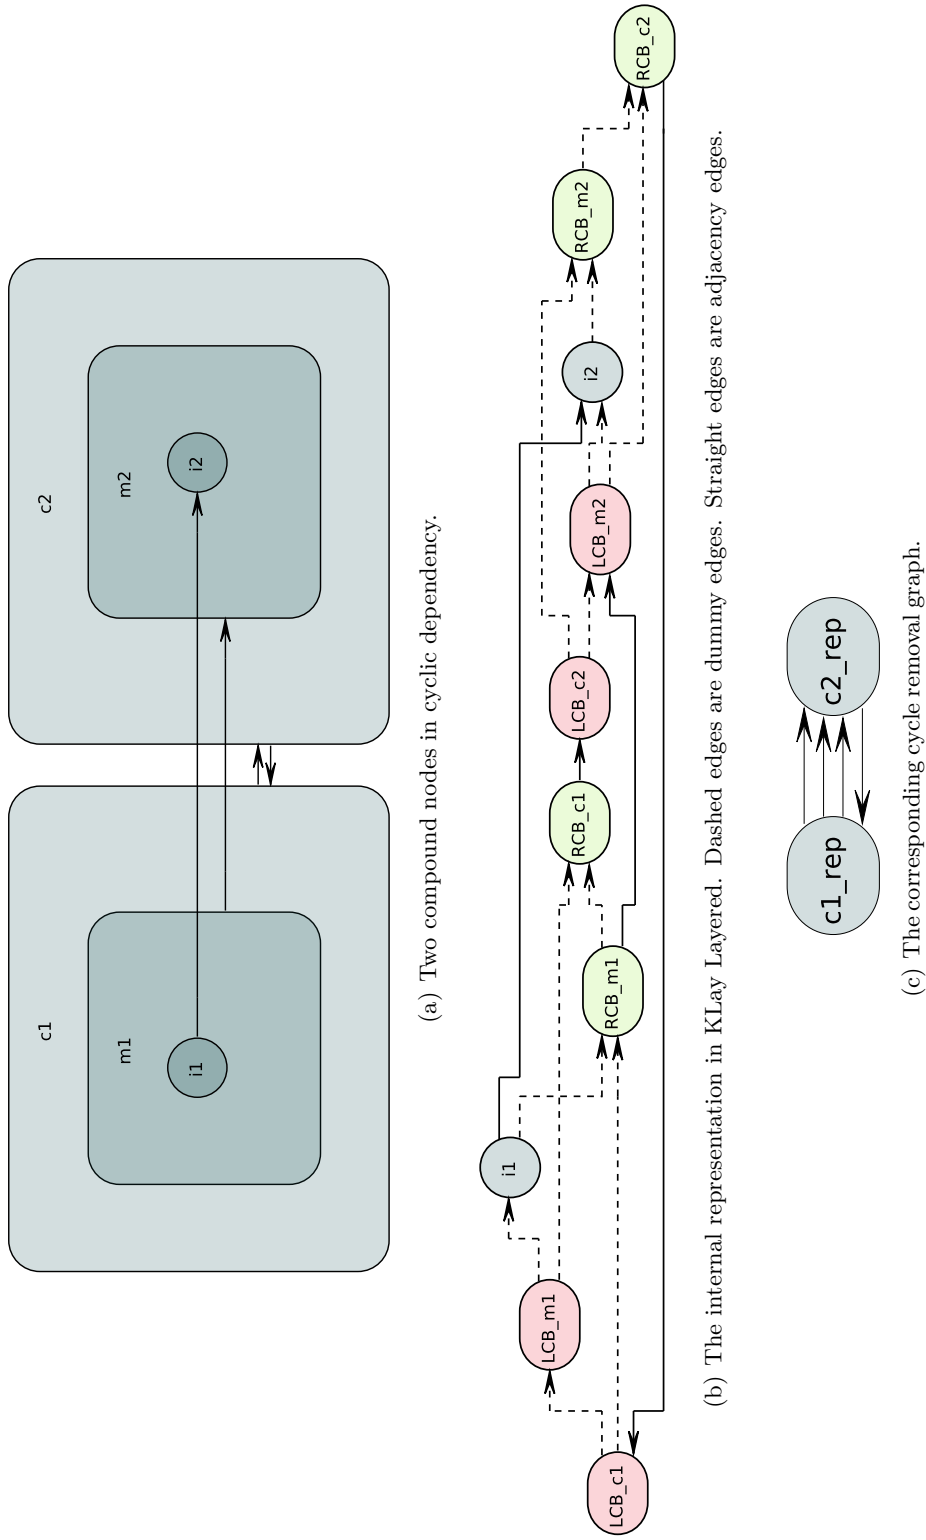 c1
c2
m1
m2
i1
i2
(a) Two compound nodes in cyclic dependency.
i1
LCB_m1
RCB_c1
LCB_c2
RCB_m2
LCB_c1
RCB_m1
LCB_m2
i2
RCB_c2
(b) The internal representation in KLay Layered. Dashed edges are dummy edges. Straight edges are adjacency edges.
c1_rep
c2_rep
(c) The corresponding cycle removal graph.